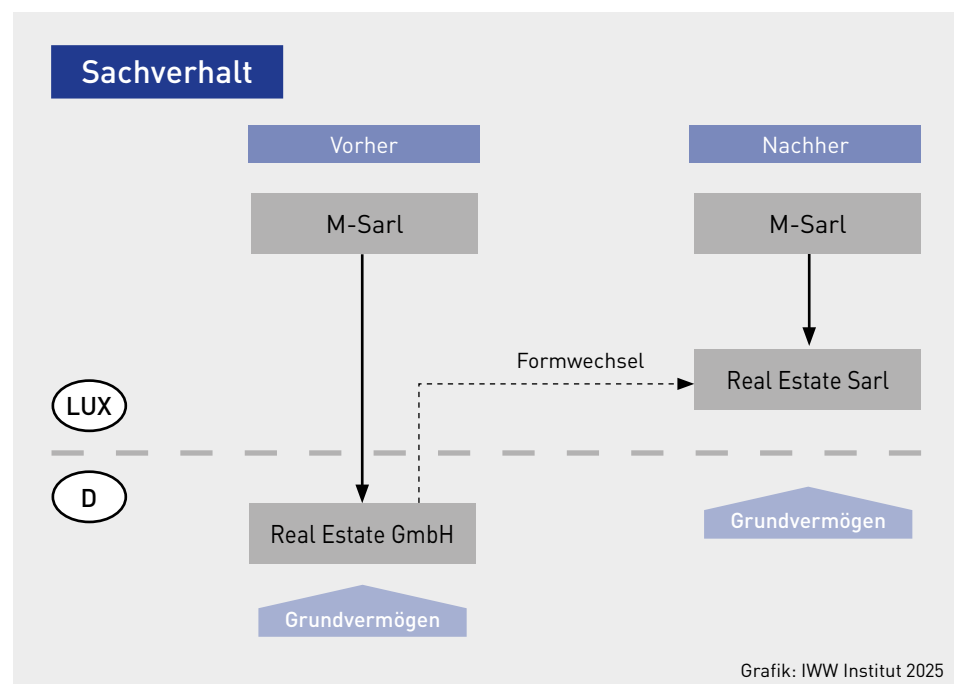 Sachverhalt
Vorher
Nachher
M-Sarl
M-Sarl
Formwechsel
Real Estate Sarl
LUX
D
Grundvermögen
Real Estate GmbH
Grundvermögen
Grafik: IWW Institut 2025